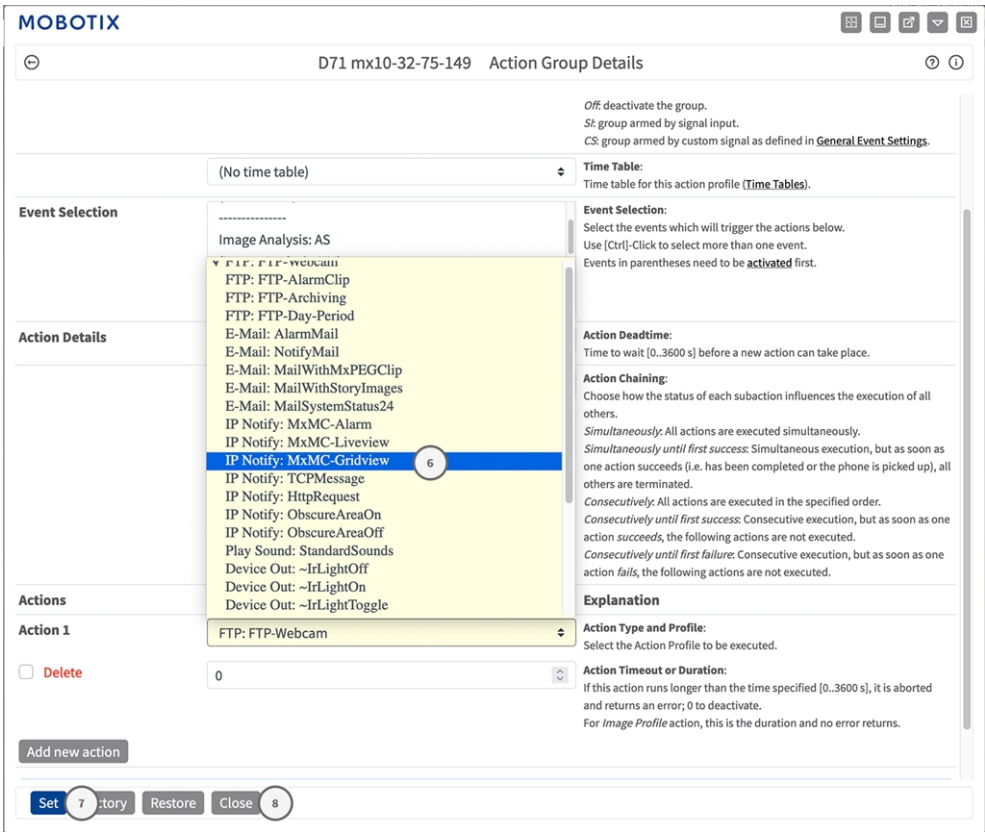 MOBOTIX
D71 mx10-32-75-149 Action Group Details
Off: deactivate the group.
SI: group armed by signal input.
CS: group armed by custom signal as defined in General Event Settings.
(No time table)
Time Table:
Time table for this action profile (Time Tables).
Event Selection
---------------
Image Analysis: AS
Event Selection:
Select the events which will trigger the actions below.
Use [Ctrl]-Click to select more than one event.
Events in parentheses need to be activated first.
FTP: FTP-Webcam
FTP: FTP-AlarmClip
FTP: FTP-Archiving
FTP: FTP-Day-Period
E-Mail: AlarmMail
E-Mail: NotifyMail
E-Mail: MailWithMxPEGClip
E-Mail: MailWithStoryImages
E-Mail: MailSystemStatus24
IP Notify: MxMC-Alarm
IP Notify: MxMC-Liveview
IP Notify: MxMC-Gridview 6
IP Notify: TCPMessage
IP Notify: HttpRequest
IP Notify: ObscureAreaOn
IP Notify: ObscureAreaOff
Play Sound: StandardSounds
Device Out: ~IrLightOff
Device Out: ~IrLightOn
Device Out: ~IrLightToggle
Action Details
Action Deadtime:
Time to wait [0..3600 s] before a new action can take place.
Action Chaining:
Choose how the status of each subaction influences the execution of all
others.
Simultaneously: All actions are executed simultaneously.
Simultaneously until first success: Simultaneous execution, but as soon as
one action succeeds (i.e. has been completed or the phone is picked up), all
others are terminated.
Consecutively: All actions are executed in the specified order.
Consecutively until first success: Consecutive execution, but as soon as one
action succeeds, the following actions are not executed.
Consecutively until first failure: Consecutive execution, but as soon as one
action fails, the following actions are not executed.
Actions
Explanation
Action 1
FTP: FTP-Webcam
Action Type and Profile:
Select the Action Profile to be executed.
Delete
0
Action Timeout or Duration:
If this action runs longer than the time specified [0..3600 s], it is aborted
and returns an error; 0 to deactivate.
For Image Profile action, this is the duration and no error returns.
Add new action
Set 7 tory Restore Close 8